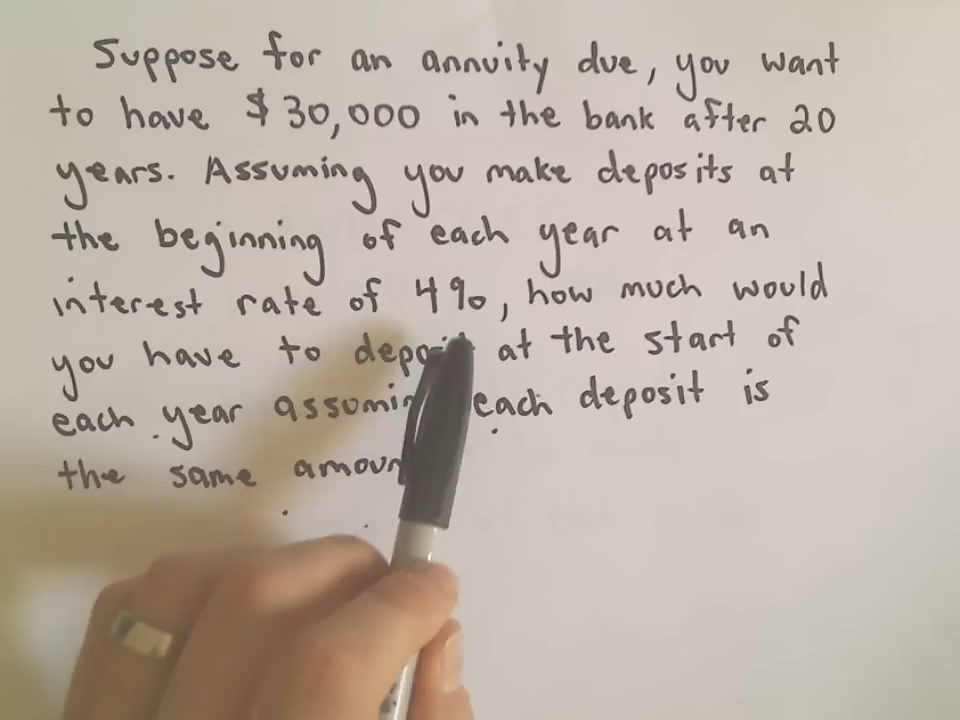 Suppose for an annuity due, you want
to have $30,000 in the bank after 20
years. Assuming you make deposits at
the beginning of each year at an
interest rate of 4%, how much would
you have to at the start of
each year each deposit is
the same